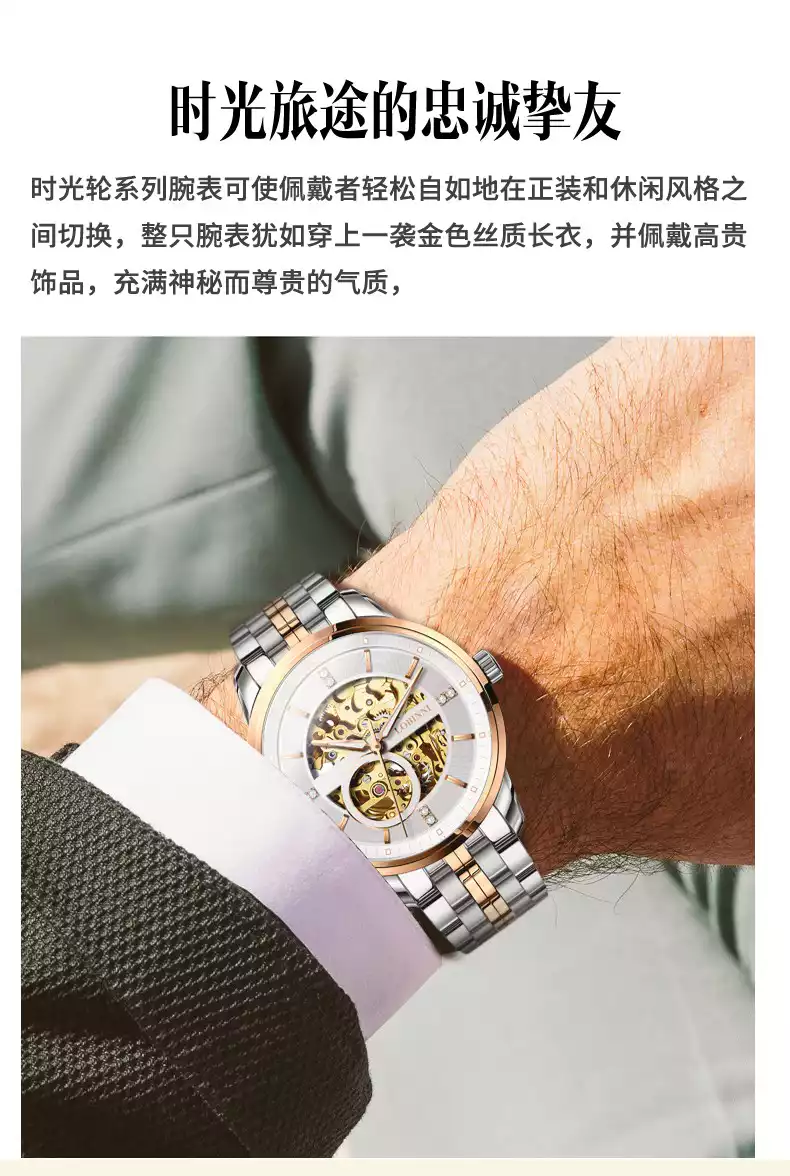 时光旅途的忠诚挚友
时光轮系列腕表可使佩戴者轻松自如地在正装和休闲风格之
间切换，整只腕表犹如穿上一袭金色丝质长衣，并佩戴高贵
饰品，充满神秘而尊贵的气质，
LOBINNI